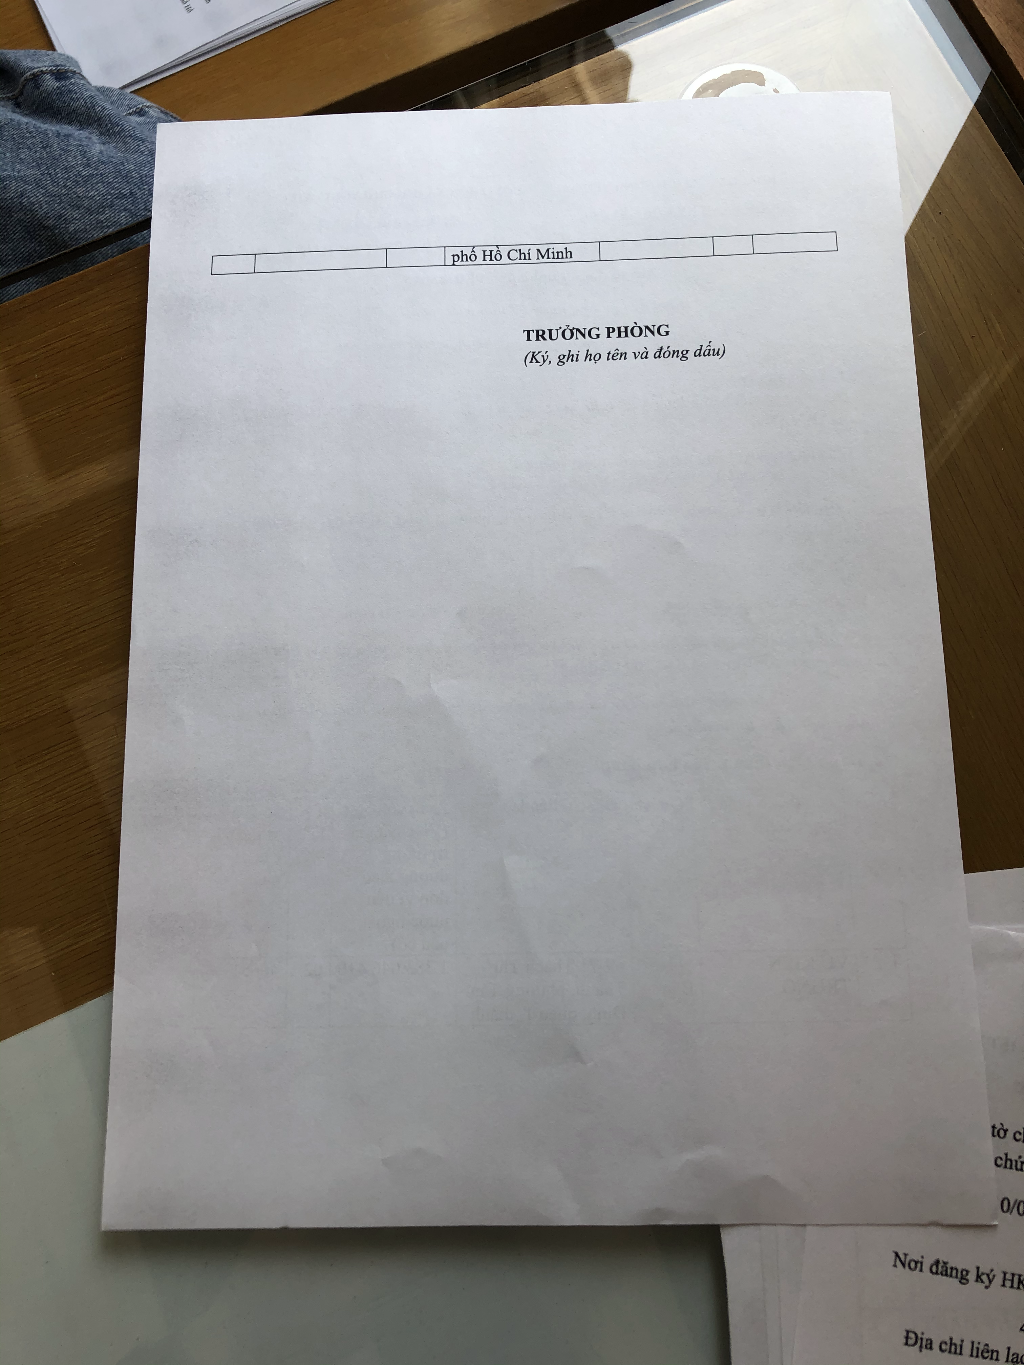 phố Hồ Chí Minh
TRƯỞNG PHÒNG
(Ký, ghi họ tên và đóng dấu)
tờ
chứ
0/0
Nơi đăng ký HK
Địa chỉ liên lạc